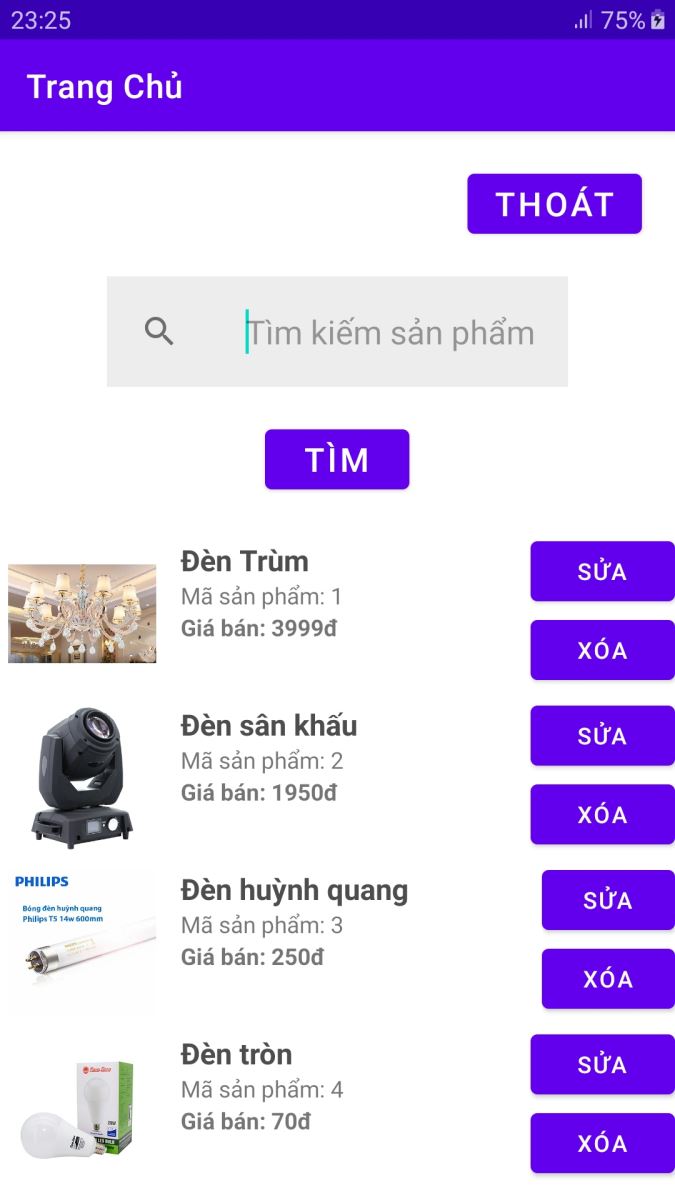 23:25
75%
Trang Chủ
THOÁT
Tìm kiếm sản phẩm
TÌM
Đèn Trùm
Mã sản phẩm: 1
Giá bán: 3999đ
SỬA
XÓA
Đèn sân khấu
Mã sản phẩm: 2
Giá bán: 1950đ
SỬA
XÓA
PHILIPS
Bóng đèn huỳnh quang
Philips T5 14w 600mm
Đèn huỳnh quang
Mã sản phẩm: 3
Giá bán: 250đ
SỬA
XÓA
Đèn tròn
Mã sản phẩm: 4
Giá bán: 70đ
SỬA
XÓA